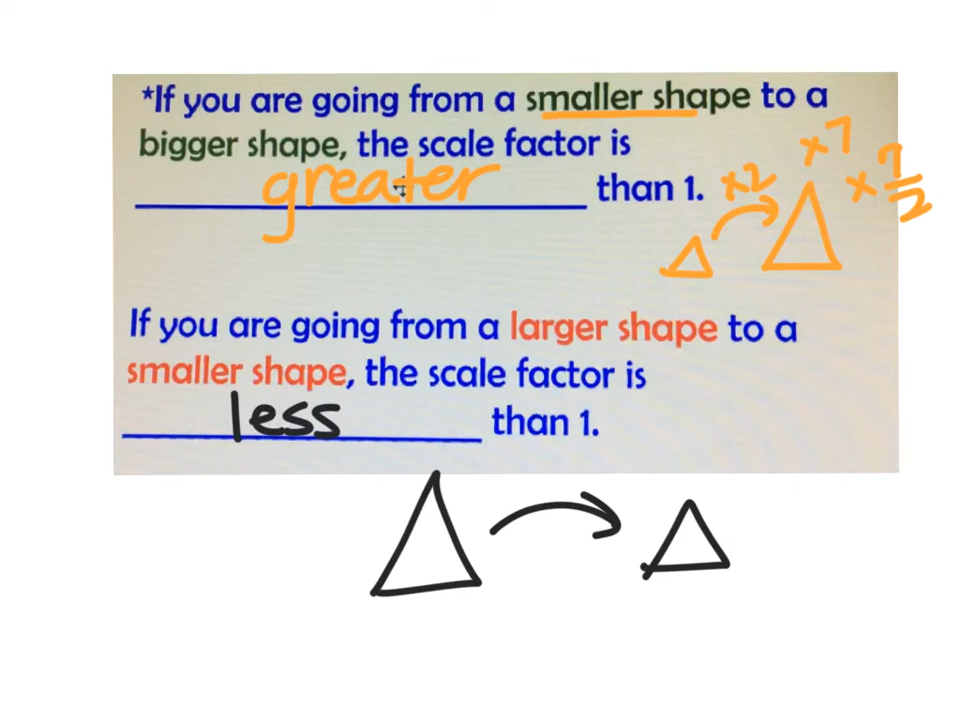 *If you are going from a smaller shape to a
bigger shape, the scale factor is
greater than 1.
×2
×7
×7/2
If you are going from a larger shape to a
smaller shape, the scale factor is
less than 1.